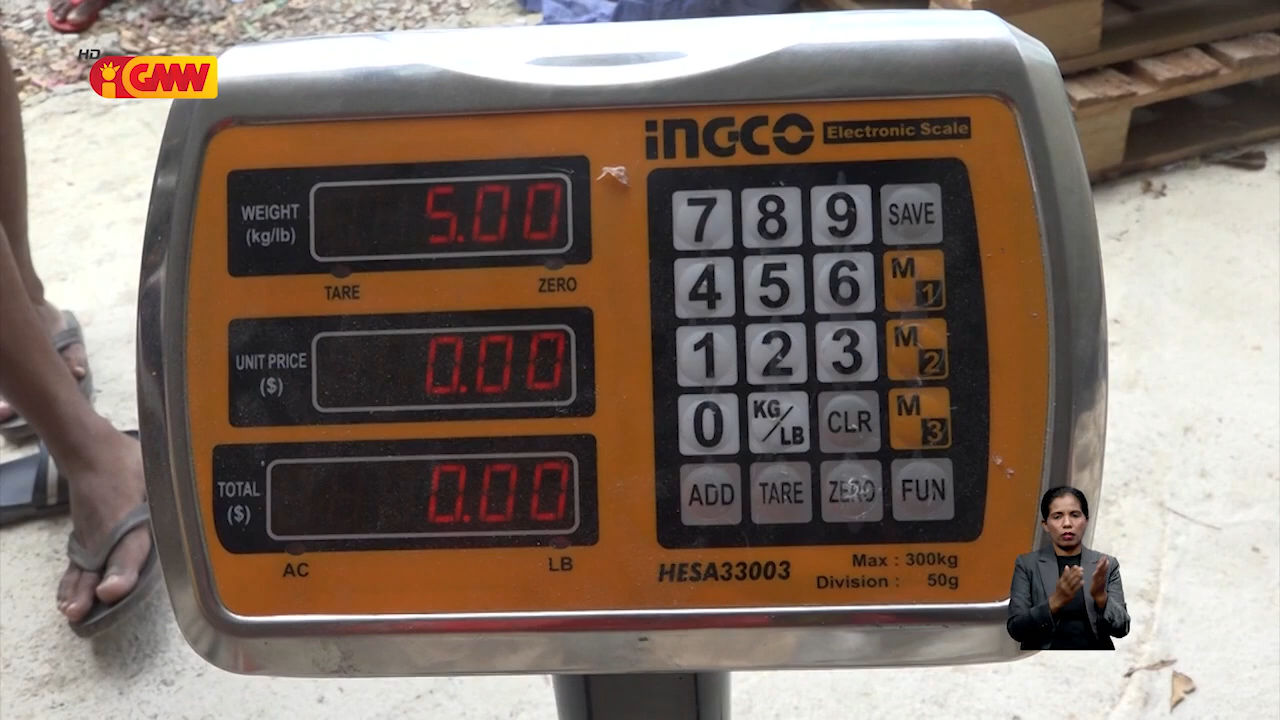 HD
iGMW
iNGCO Electronic Scale
WEIGHT
(kg/lb)
5.00
TARE
ZERO
UNIT PRICE
($)
0.00
TOTAL
($)
0.00
AC
LB
7 8 9 SAVE
4 5 6 M1
1 2 3 M2
0 KG/LB CLR M3
ADD TARE ZERO FUN
HESA33003
Max : 300kg
Division : 50g